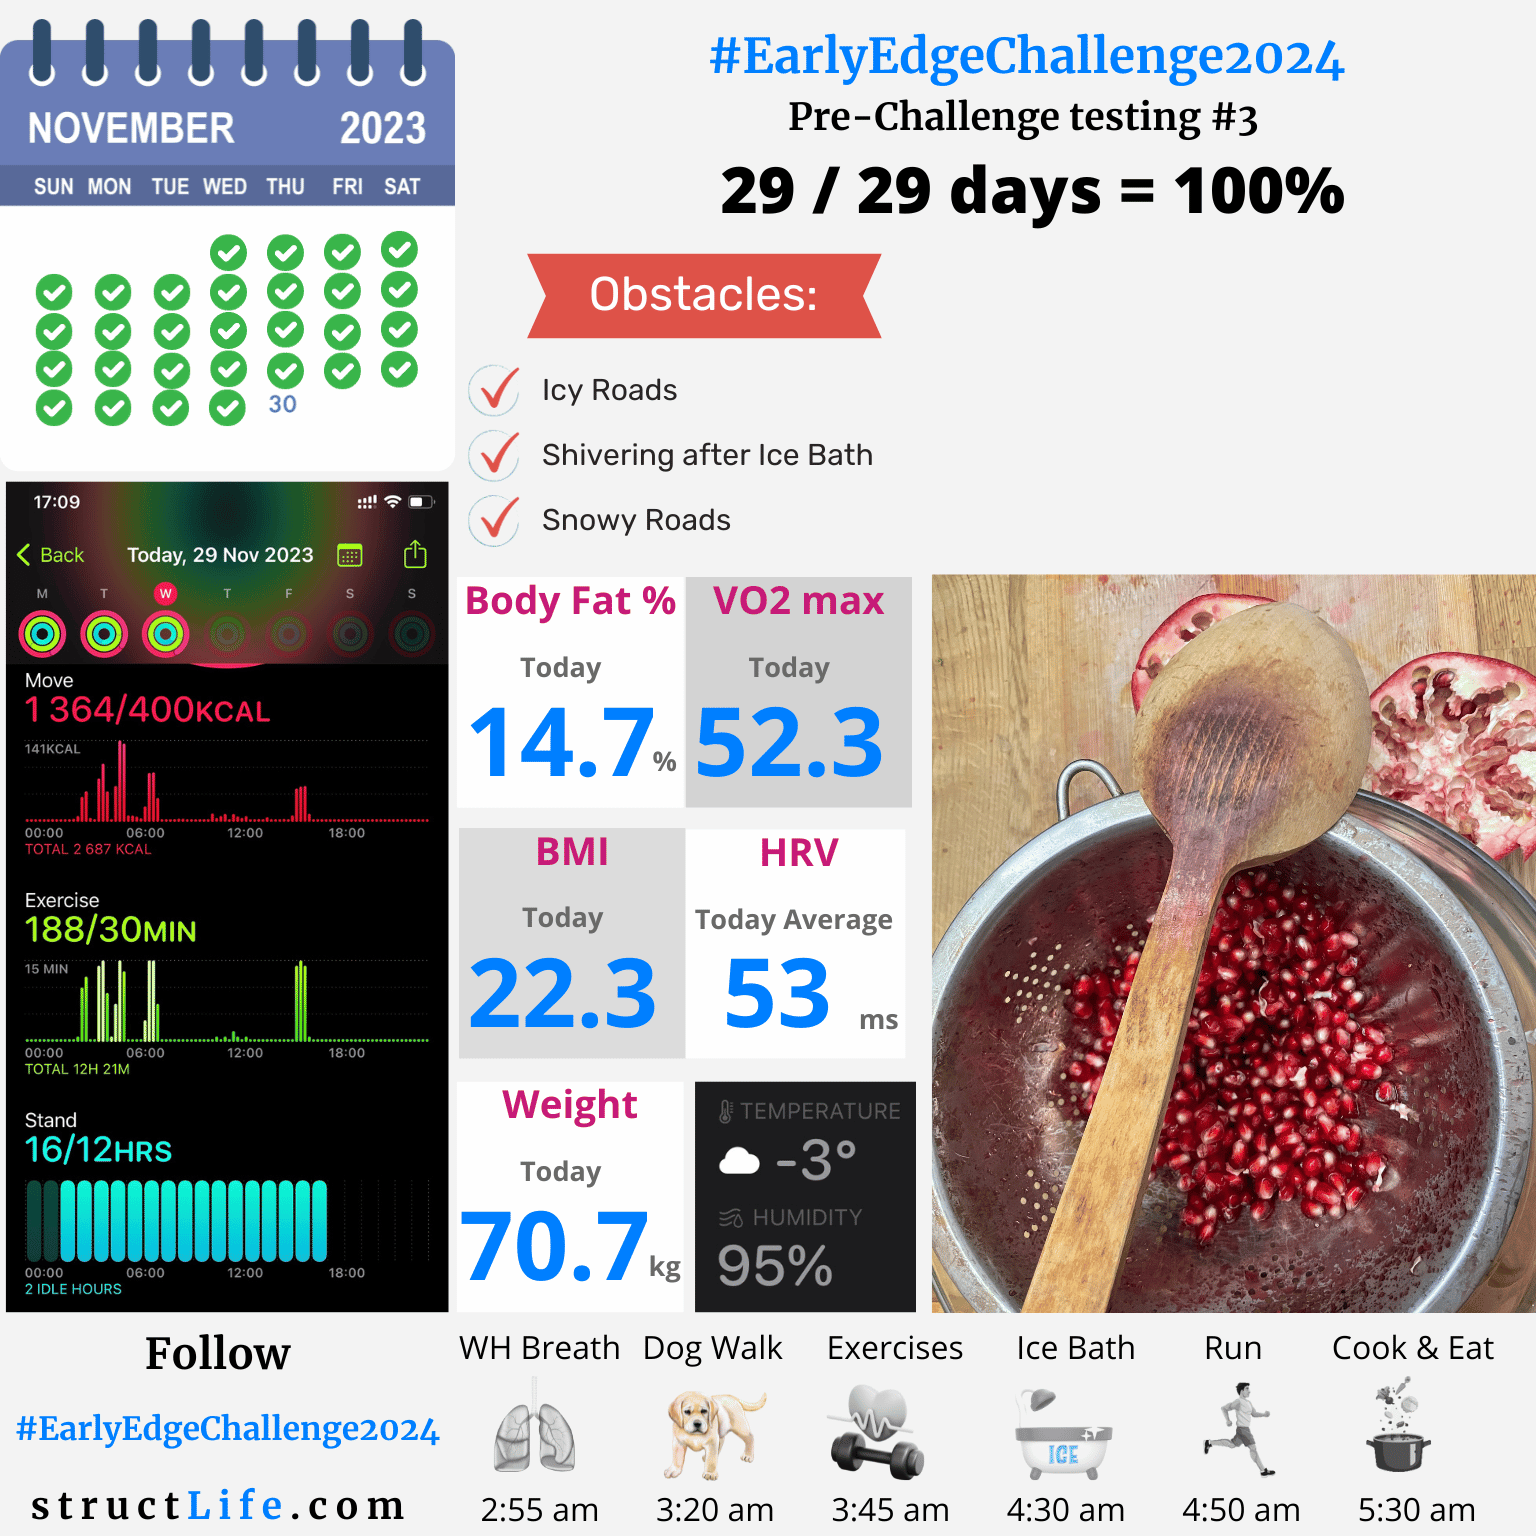 NOVEMBER 2023
SUN MON TUE WED THU FRI SAT
30
#EarlyEdgeChallenge2024
Pre-Challenge testing #3
29 / 29 days = 100%
Obstacles:
Icy Roads
Shivering after Ice Bath
Snowy Roads
17:09
Back Today, 29 Nov 2023
M T W T F S S
Move
1 364/400KCAL
141KCAL
00:00 06:00 12:00 18:00
TOTAL 2 687 KCAL
Exercise
188/30MIN
15 MIN
00:00 06:00 12:00 18:00
TOTAL 12H 21M
Stand
16/12HRS
00:00 06:00 12:00 18:00
2 IDLE HOURS
Body Fat %
Today
14.7 %
VO2 max
Today
52.3
BMI
Today
22.3
HRV
Today Average
53 ms
Weight
Today
70.7 kg
TEMPERATURE
-3°
HUMIDITY
95%
Follow
#EarlyEdgeChallenge2024
structLife.com
WH Breath Dog Walk Exercises Ice Bath Run Cook & Eat
ICE
2:55 am 3:20 am 3:45 am 4:30 am 4:50 am 5:30 am